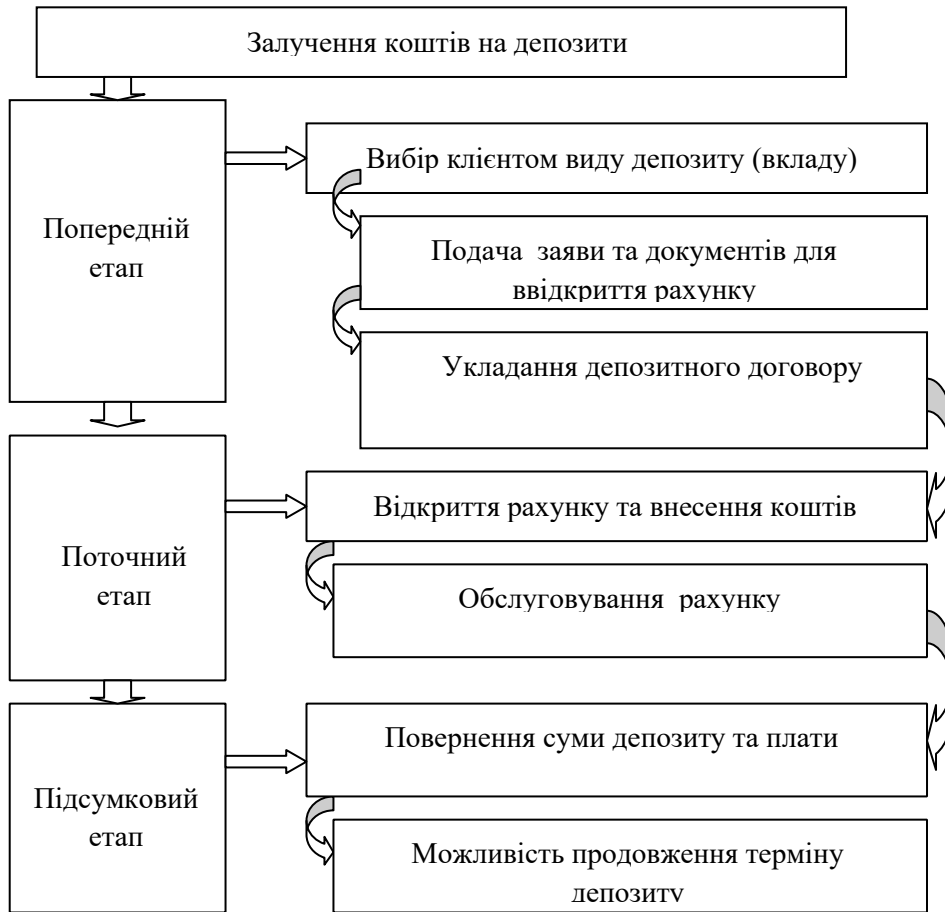 Залучення коштів на депозити
Попередній
етап
Вибір клієнтом виду депозиту (вкладу)
Подача заяви та документів для
ввідкриття рахунку
Укладання депозитного договору
Поточний
етап
Відкриття рахунку та внесення коштів
Обслуговування рахунку
Підсумковий
етап
Повернення суми депозиту та плати
Можливість продовження терміну
депозиту